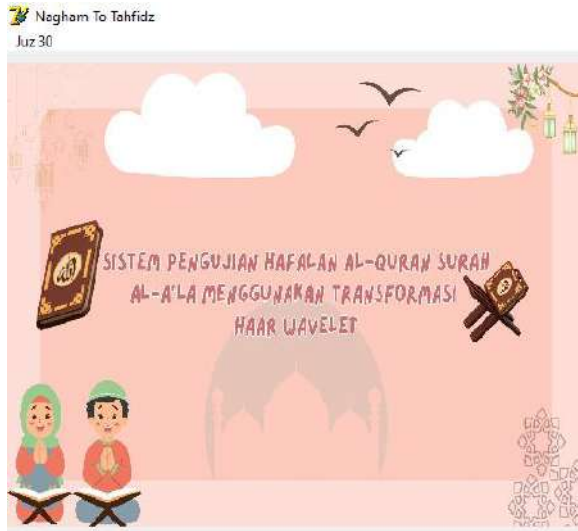 Nagham To Tahfidz
Juz 30
SISTEM PENGUJIAN HAFALAN AL-QURAN SURAH
AL-A'LA MENGGUNAKAN TRANSFORMASI
HAAR WAVELET